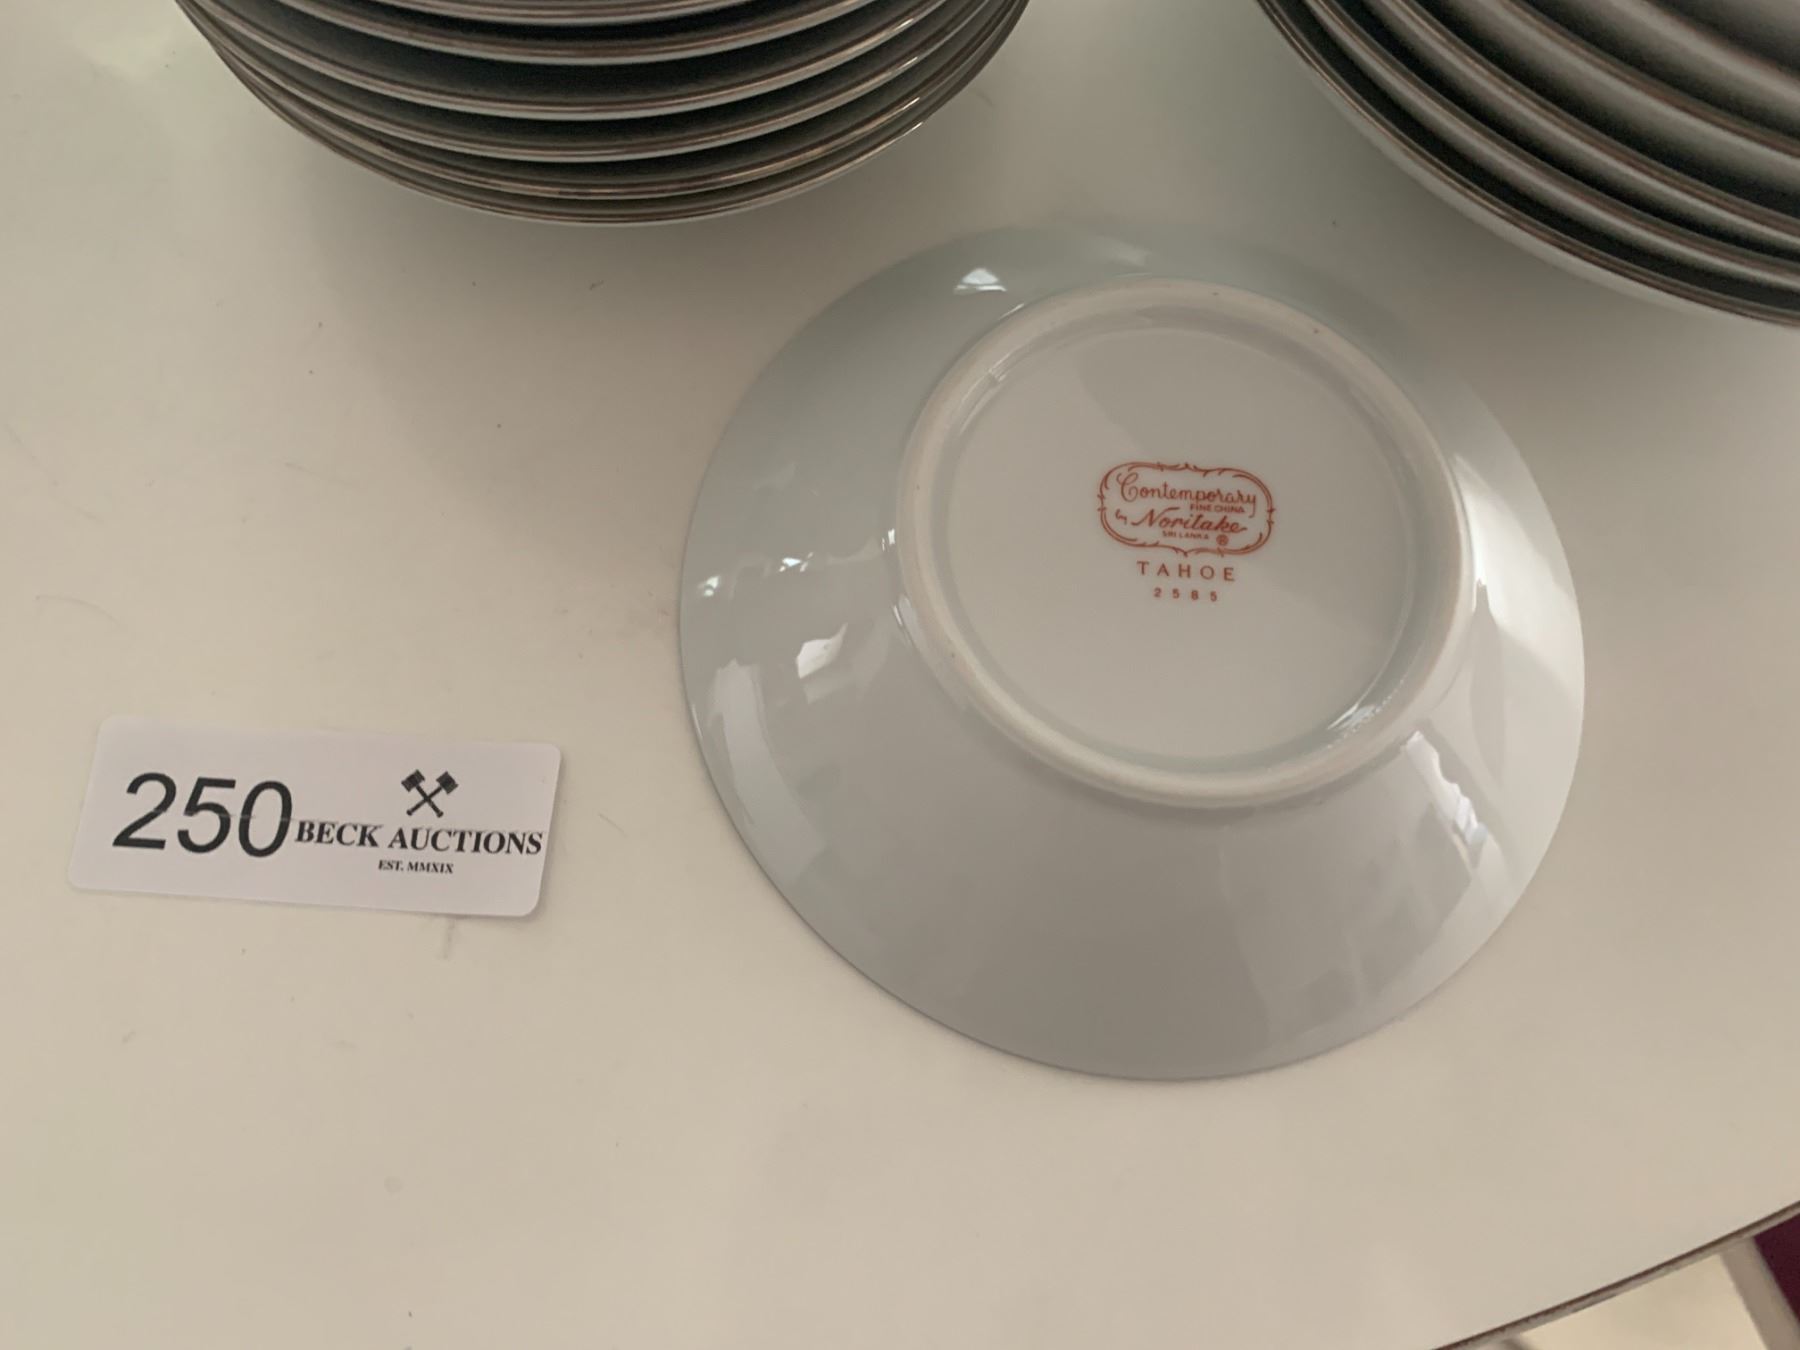 Contemporary
FINE CHINA
by Noritake
SRI LANKA ®
TAHOE
2585
250 BECK AUCTIONS
EST. MMXIX